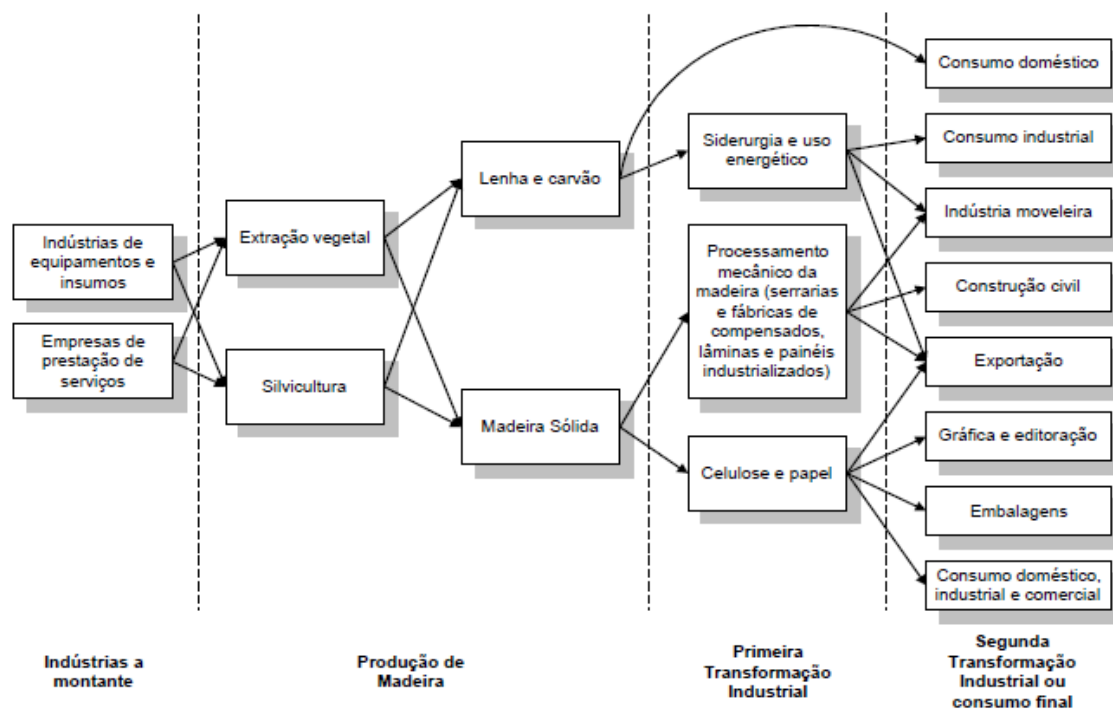 Indústrias de
equipamentos e
insumos
Empresas de
prestação de
serviços
Extração vegetal
Silvicultura
Lenha e carvão
Madeira Sólida
Siderurgia e uso
energético
Processamento
mecânico da
madeira (serrarias
e fábricas de
compensados,
lâminas e painéis
industrializados)
Celulose e papel
Consumo doméstico
Consumo industrial
Indústria moveleira
Construção civil
Exportação
Gráfica e editoração
Embalagens
Consumo doméstico,
industrial e comercial
Indústrias a
montante
Produção de
Madeira
Primeira
Transformação
Industrial
Segunda
Transformação
Industrial ou
consumo final